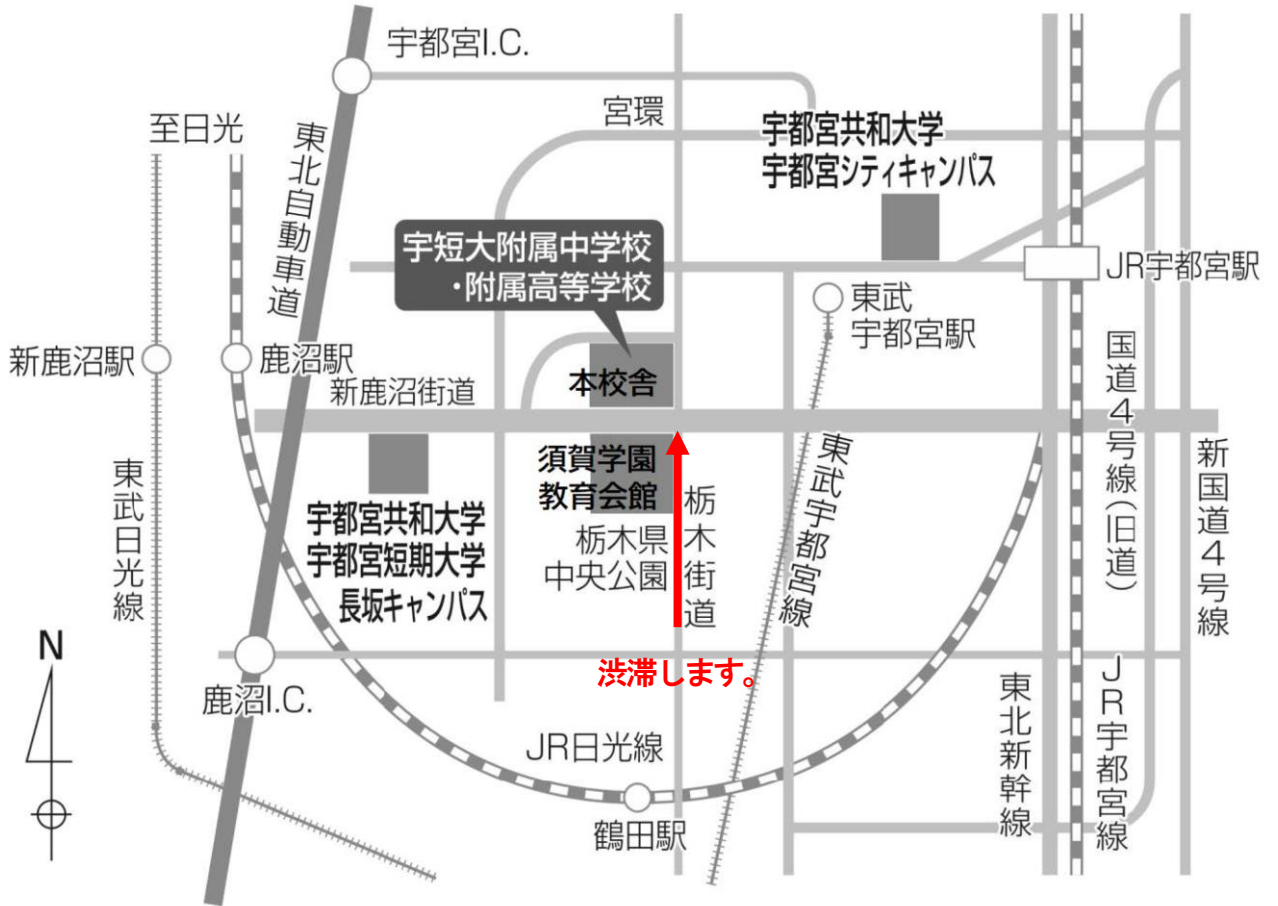 宇都宮I.C.
至日光
東北自動車道
宮環
宇都宮共和大学
宇都宮シティキャンパス
宇短大附属中学校
・附属高等学校
JR宇都宮駅
東武
宇都宮駅
新鹿沼駅
鹿沼駅
新鹿沼街道
本校舎
国道4号線(旧道)
新国道4号線
東武日光線
須賀学園
教育会館
宇都宮共和大学
宇都宮短期大学
長坂キャンパス
栃木県
中央公園
栃木街道
東武宇都宮線
N
渋滞します。
鹿沼I.C.
JR日光線
鶴田駅
東北新幹線
JR宇都宮線